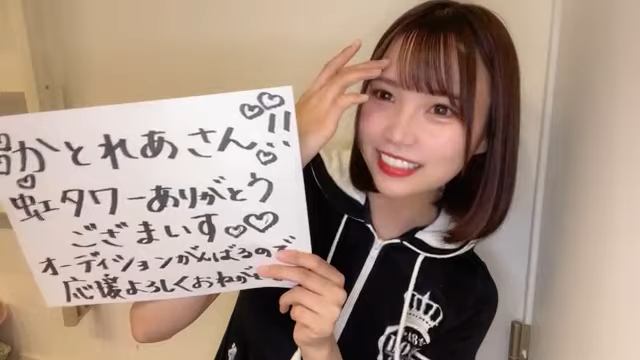 かとれあさん!!
虹タワーありがとう
ございます
オーディションがんばるので
応援よろしくおねがい